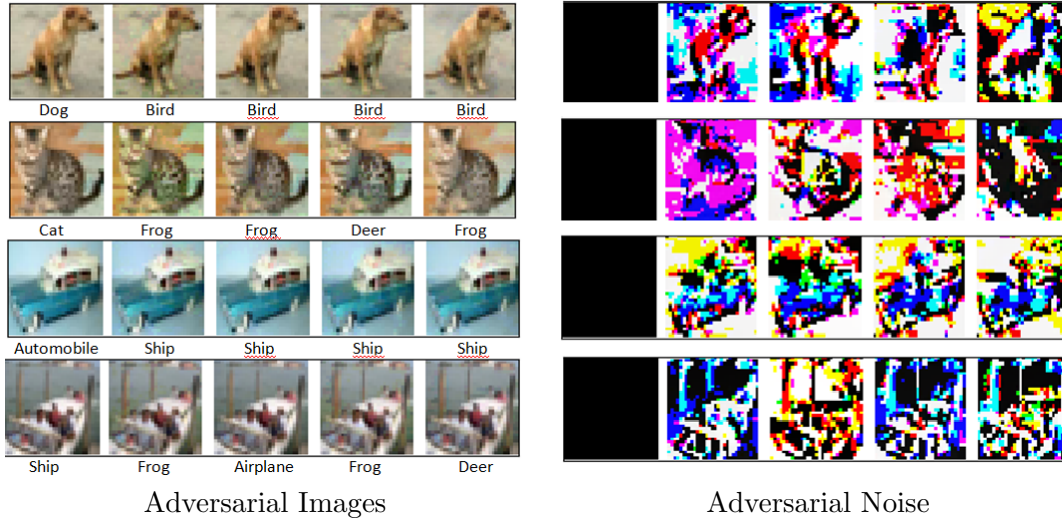 Dog Bird Bird Bird Bird
Cat Frog Frog Deer Frog
Automobile Ship Ship Ship Ship
Ship Frog Airplane Frog Deer
Adversarial Images Adversarial Noise